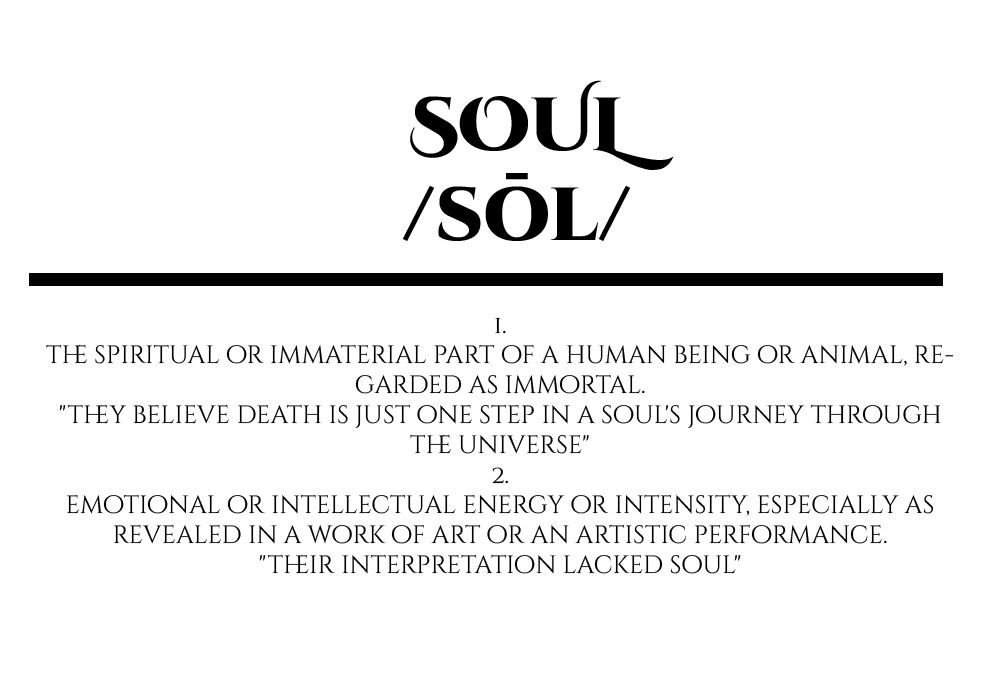 SOUL
/SŌL/
1.
THE SPIRITUAL OR IMMATERIAL PART OF A HUMAN BEING OR ANIMAL, RE-
GARDED AS IMMORTAL.
"THEY BELIEVE DEATH IS JUST ONE STEP IN A SOUL'S JOURNEY THROUGH
THE UNIVERSE"
2.
EMOTIONAL OR INTELLECTUAL ENERGY OR INTENSITY, ESPECIALLY AS
REVEALED IN A WORK OF ART OR AN ARTISTIC PERFORMANCE.
"THEIR INTERPRETATION LACKED SOUL"